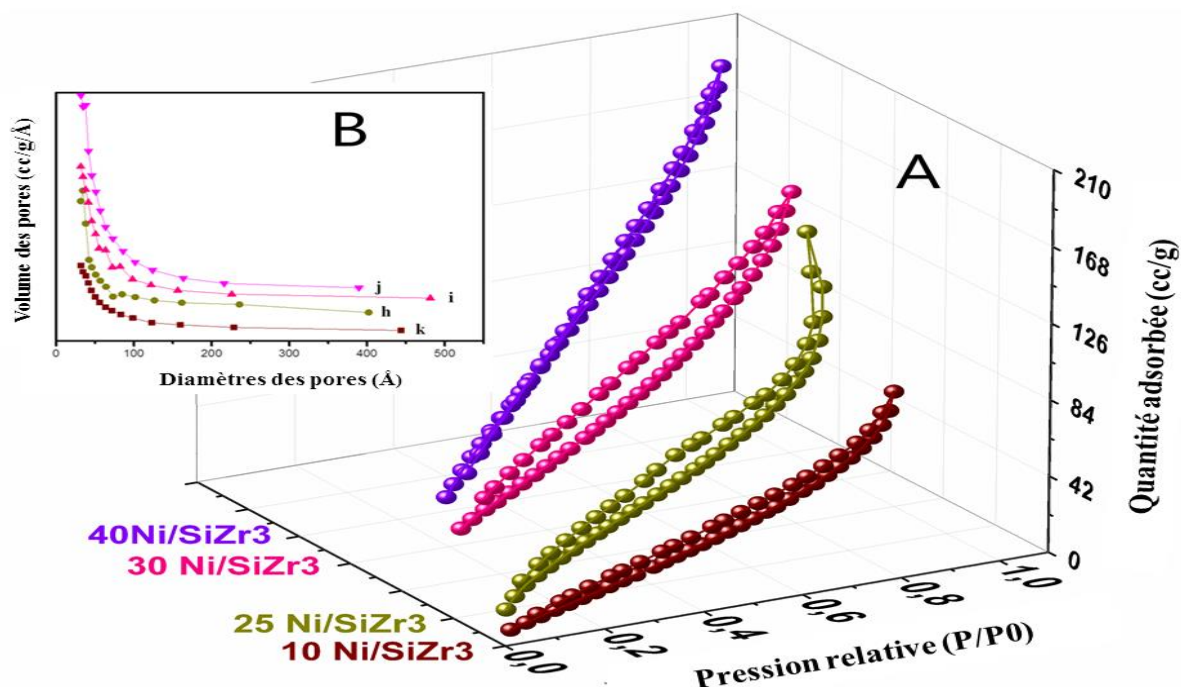 B
Volume des pores (cc/g/Å)
j
i
h
k
0 100 200 300 400 500
Diamètres des pores (Å)
A
210
168
126
84
42
0
Quantité adsorbée (cc/g)
40Ni/SiZr3
30 Ni/SiZr3
25 Ni/SiZr3
10 Ni/SiZr3
0,0 0,2 0,4 0,6 0,8 1,0
Pression relative (P/P0)